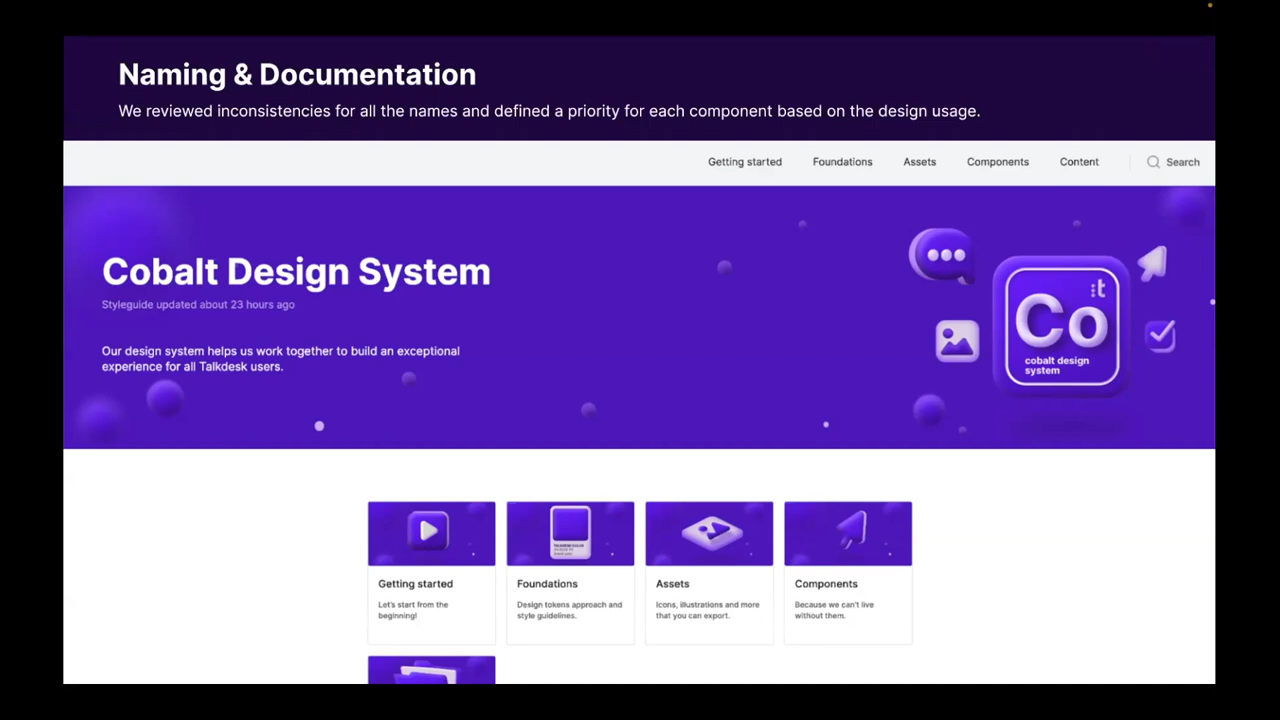 Naming & Documentation
We reviewed inconsistencies for all the names and defined a priority for each component based on the design usage.
Getting started
Foundations
Assets
Components
Content
Search
Cobalt Design System
Styleguide updated about 23 hours ago
Our design system helps us work together to build an exceptional
experience for all Talkdesk users.
:t
Co
cobalt design
system
Getting started
Let's start from the
beginning!
Foundations
Design tokens approach and
style guidelines.
Assets
Icons, illustrations and more
that you can export.
Components
Because we can't live
without them.